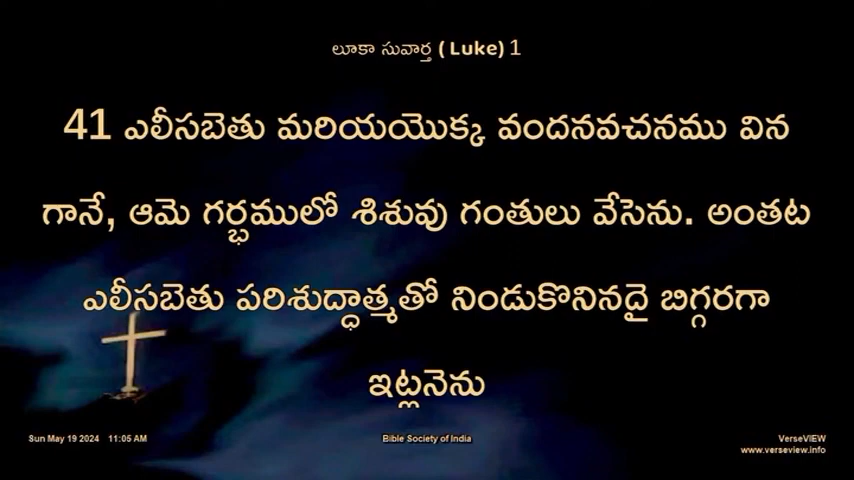 లూకా సువార్త ( Luke) 1
41 ఎలీసబెతు మరియయొక్క వందనవచనము విన
గానే, ఆమె గర్భములో శిశువు గంతులు వేసెను. అంతట
ఎలీసబెతు పరిశుద్ధాత్మతో నిండుకొనినదై బిగ్గరగా
ఇట్లనెను
Sun May 19 2024 11:05 AM
Bible Society of India
VerseVIEW
www.verseview.info